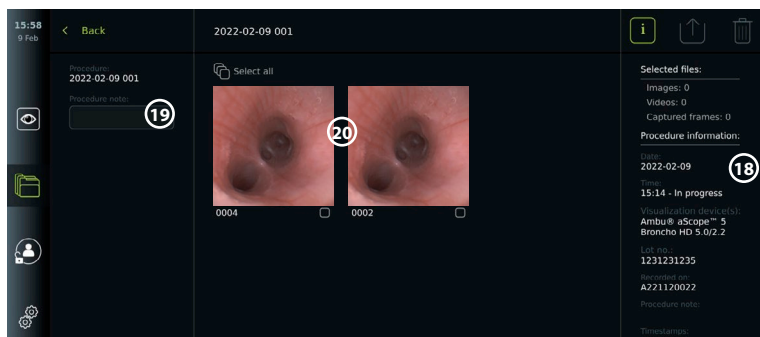 15:58
9 Feb
Back
2022-02-09 001
i
Procedure:
2022-02-09 001
Procedure note:
19
Select all
20
0004
0002
Selected files:
Images: 0
Videos: 0
Captured frames: 0
Procedure information:
Date:
2022-02-09
18
Time:
15:14 - In progress
Visualization device(s):
Ambu® aScope™ 5
Broncho HD 5.0/2.2
Lot no.:
1231231235
Recorded on:
A221120022
Procedure note:
Timestamps: